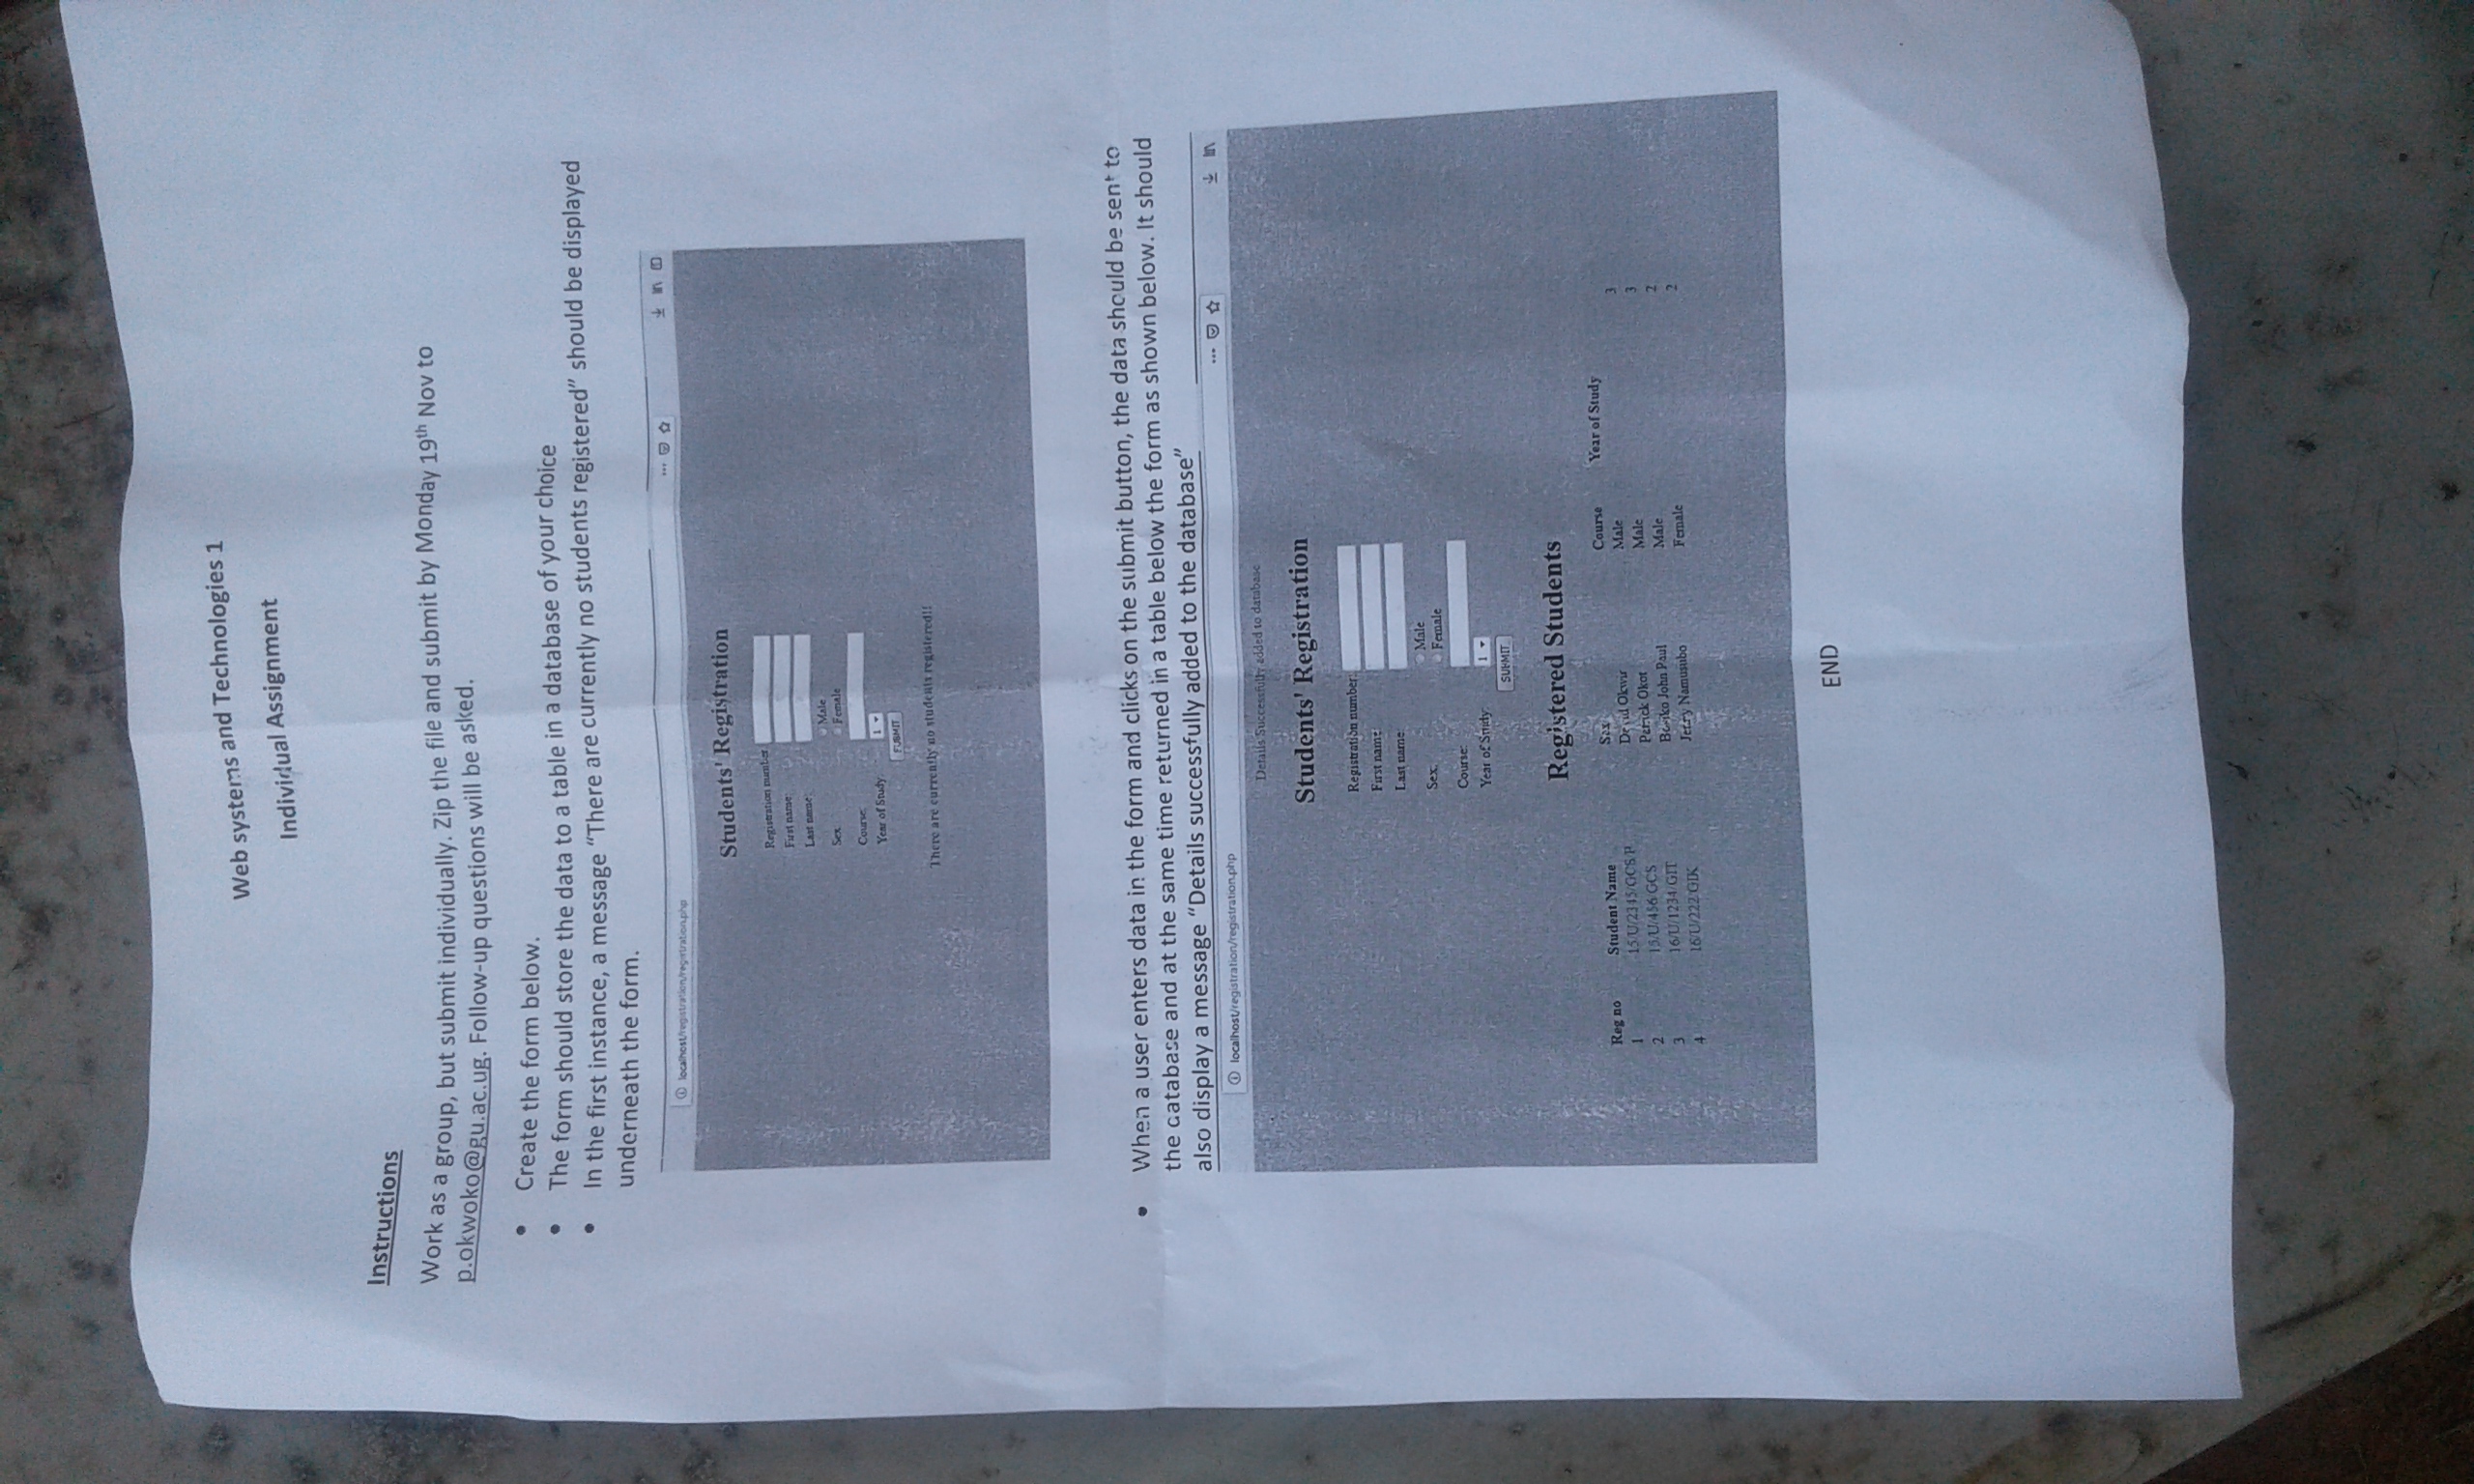 Web systems and Technologies 1
Individual Assignment
Instructions
Work as a group, but submit individually. Zip the file and submit by Monday 19th Nov to
p.okwoko@gu.ac.ug. Follow-up questions will be asked.
• Create the form below.
• The form should store the data to a table in a database of your choice
• In the first instance, a message “There are currently no students registered” should be displayed
underneath the form.
localhost/registration/registration.php
Students' Registration
Registration number
First name:
Last name:
Sex Male
Female
Course:
Year of Study: 1
SUBMIT
There are currently no students registered!!
• When a user enters data in the form and clicks on the submit button, the data should be sent to
the database and at the same time returned in a table below the form as shown below. It should
also display a message “Details successfully added to the database”
localhost/registration/registration.php
Details Successfully added to database
Students' Registration
Registration number:
First name:
Last name:
Sex: Male
Female
Course:
Year of Study: 1
SUBMIT
Registered Students
Reg no Student Name Sex Course Year of Study
1 15/U/2345/GCS/P David Okwir Male 3
2 15/U/456/GCS Patrick Okot Male 3
3 16/U/1234/GIT John Paul Male 2
4 16/U/222/ Namusubo Female 2
END